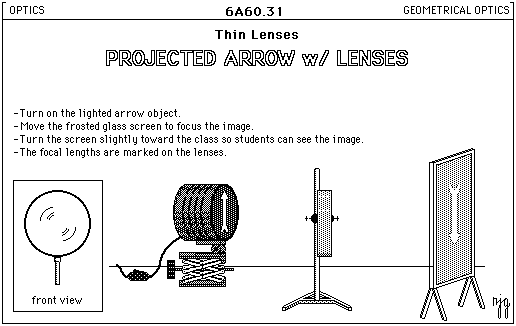 OPTICS 6A60.31 GEOMETRICAL OPTICS
Thin Lenses
PROJECTED ARROW w/ LENSES
-Turn on the lighted arrow object.
-Move the frosted glass screen to focus the image.
-Turn the screen slightly toward the class so students can see the image.
-The focal lengths are marked on the lenses.
front view
njg